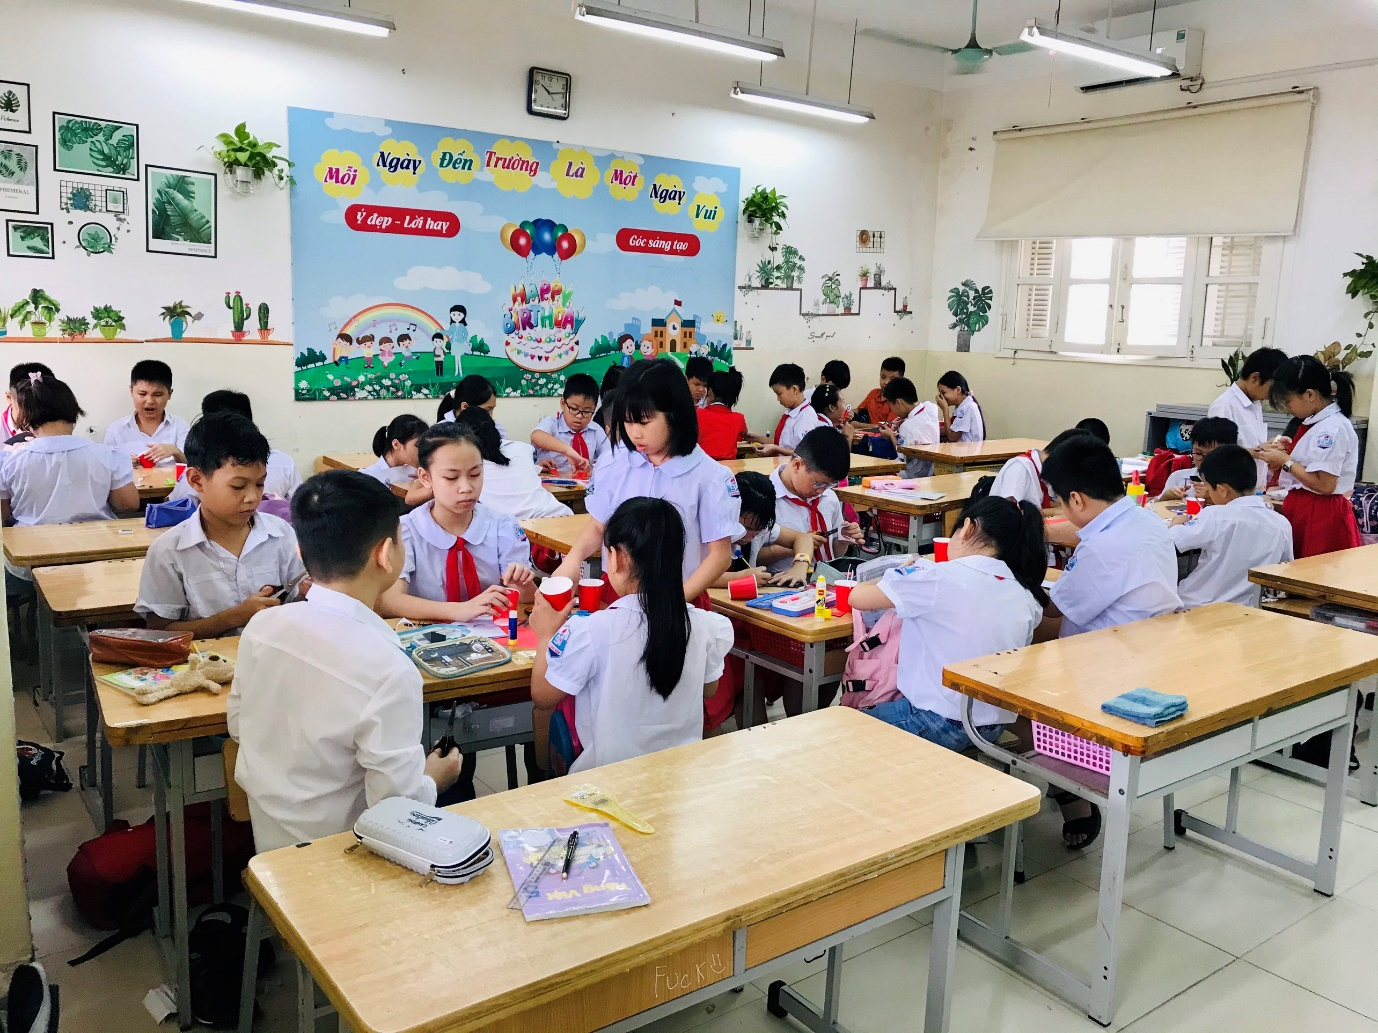 Mỗi Ngày Đến Trường Là Một Ngày Vui
Ý đẹp - Lời hay
Góc sáng tạo
HAPPY
BIRTHDAY
FUCK